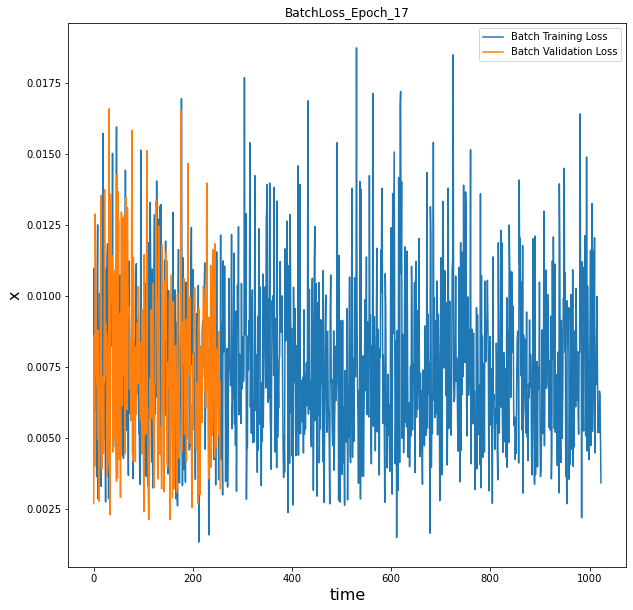 BatchLoss_Epoch_17
Batch Training Loss
Batch Validation Loss
0.0175
0.0150
0.0125
0.0100
0.0075
0.0050
0.0025
x
0
200
400
600
800
1000
time